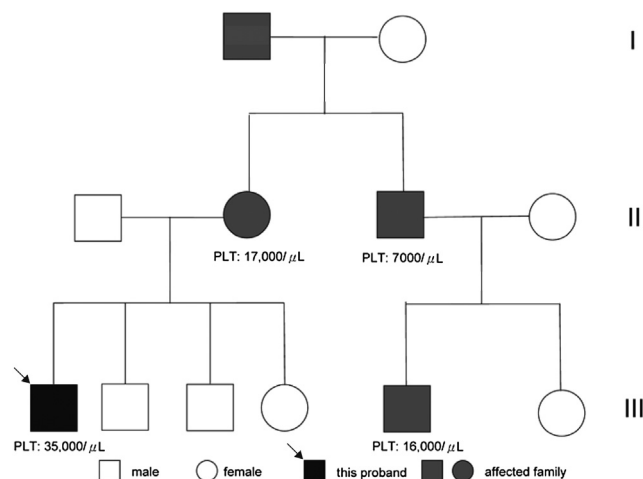 I
II
PLT: 17,000/μL PLT: 7000/μL
III
PLT: 35,000/μL PLT: 16,000/μL
male female this proband affected family